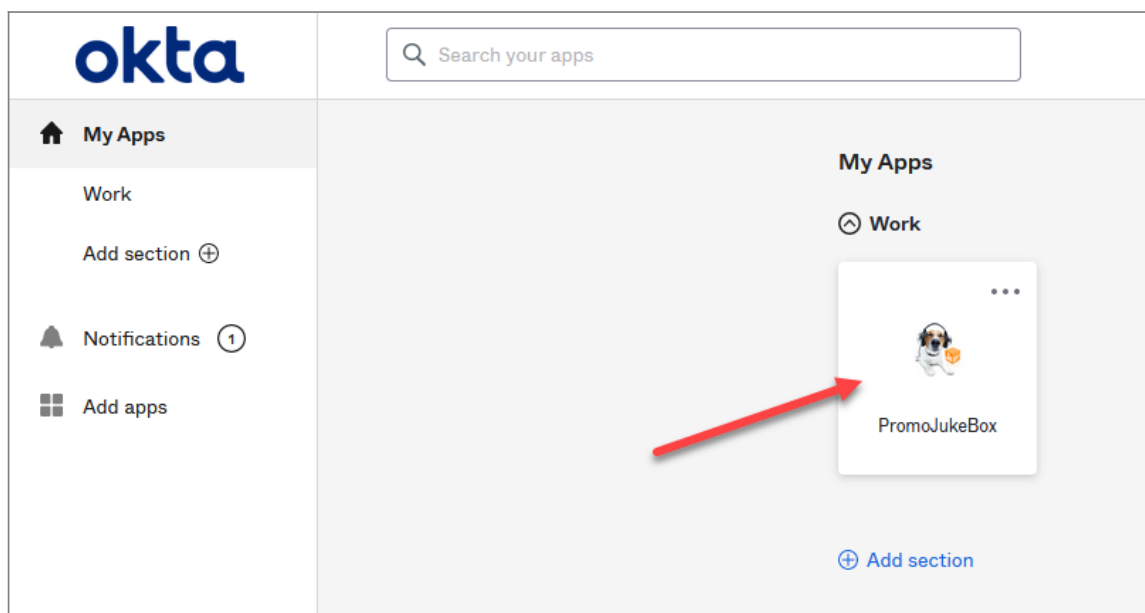 okta
Search your apps
My Apps
Work
Add section
Notifications 1
Add apps
My Apps
Work
PromoJukeBox
Add section